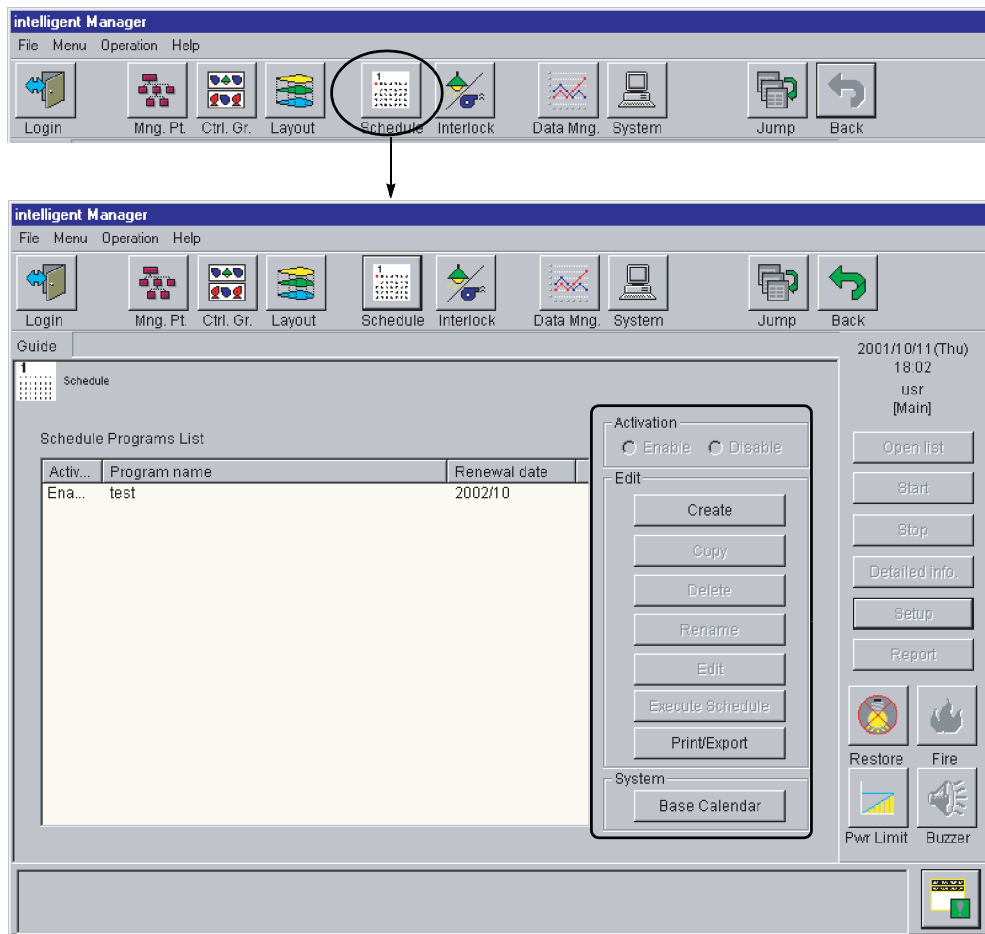 intelligent Manager
File Menu Operation Help
Login Mng. Pt. Ctrl. Gr. Layout Schedule Interlock Data Mng. System Jump Back
intelligent Manager
File Menu Operation Help
Login Mng. Pt. Ctrl. Gr. Layout Schedule Interlock Data Mng. System Jump Back
Guide
1
Schedule
Schedule Programs List
Activ... Program name Renewal date
Ena... test 2002/10
Activation
Enable Disable
Edit
Create
Copy
Delete
Rename
Edit
Execute Schedule
Print/Export
System
Base Calendar
2001/10/11(Thu)
18:02
usr
[Main]
Open list
Start
Stop
Detailed info.
Setup
Report
Restore Fire
Pwr Limit Buzzer